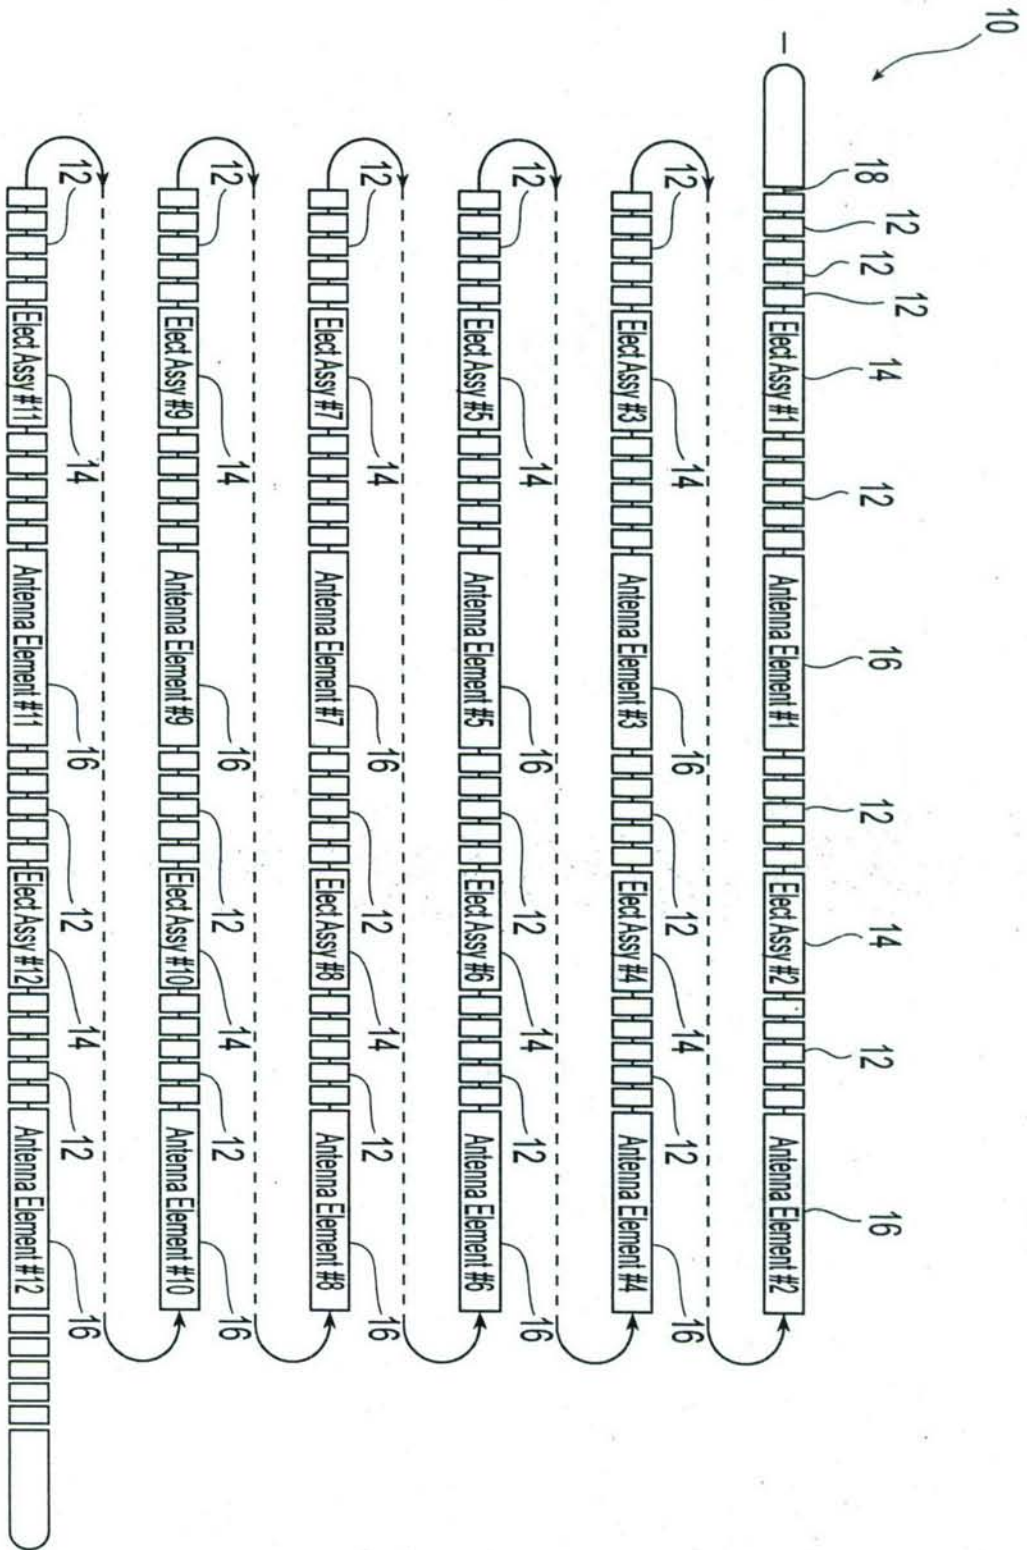 10
18 12 12 12 14 12 16 12 14 12 16
Elect Assy #1 Antenna Element #1 Elect Assy #2 Antenna Element #2
12 14 16 12 14 12 16
Elect Assy #3 Antenna Element #3 Elect Assy #4 Antenna Element #4
12 14 16 12 14 12 16
Elect Assy #5 Antenna Element #5 Elect Assy #6 Antenna Element #6
12 14 16 12 14 12 16
Elect Assy #7 Antenna Element #7 Elect Assy #8 Antenna Element #8
12 14 16 12 14 12 16
Elect Assy #9 Antenna Element #9 Elect Assy #10 Antenna Element #10
12 14 16 12 14 12 16
Elect Assy #11 Antenna Element #11 Elect Assy #12 Antenna Element #12